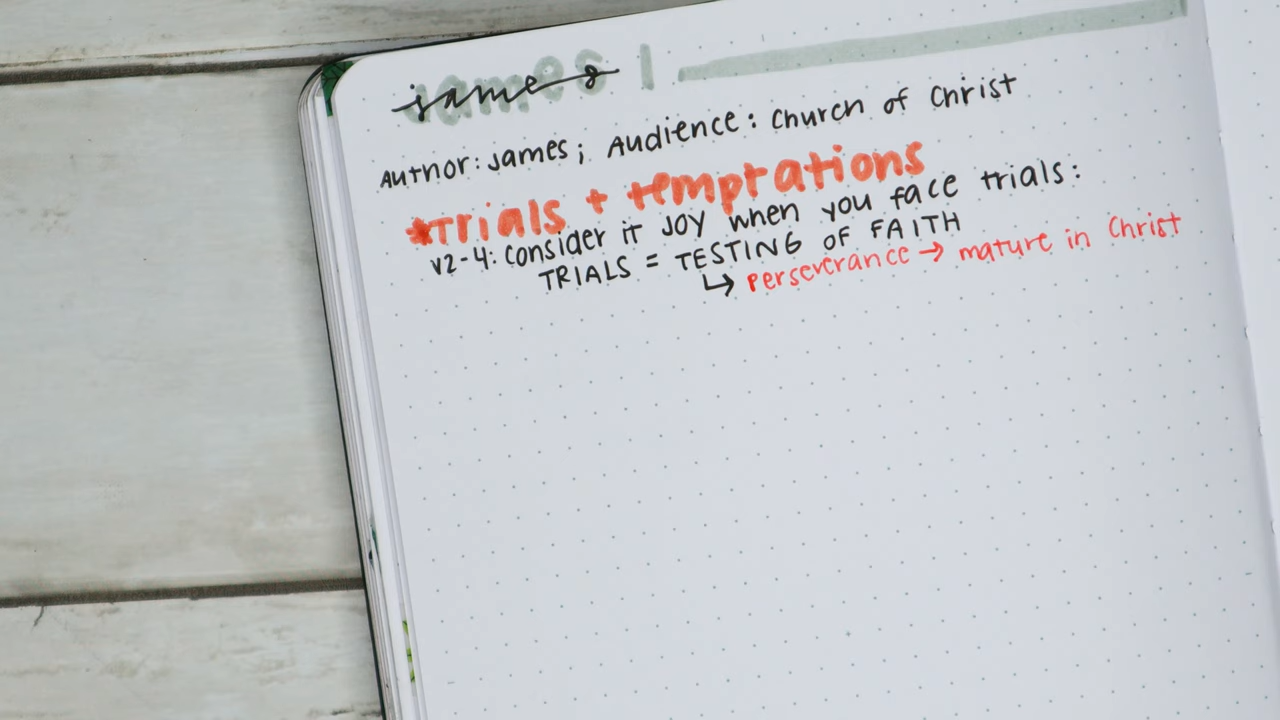 james 1
Author: James; Audience: Church of Christ
*Trials + temptations
v2-4: consider it JOY when you face trials:
TRIALS = TESTING OF FAITH
↳ perseverance → mature in Christ